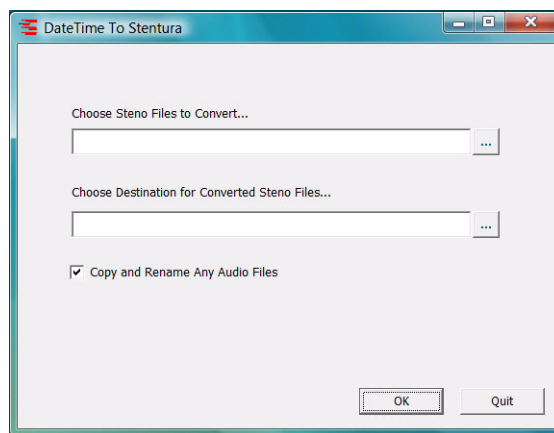 DateTime To Stentura
Choose Steno Files to Convert...
...
Choose Destination for Converted Steno Files...
...
Copy and Rename Any Audio Files
OK Quit